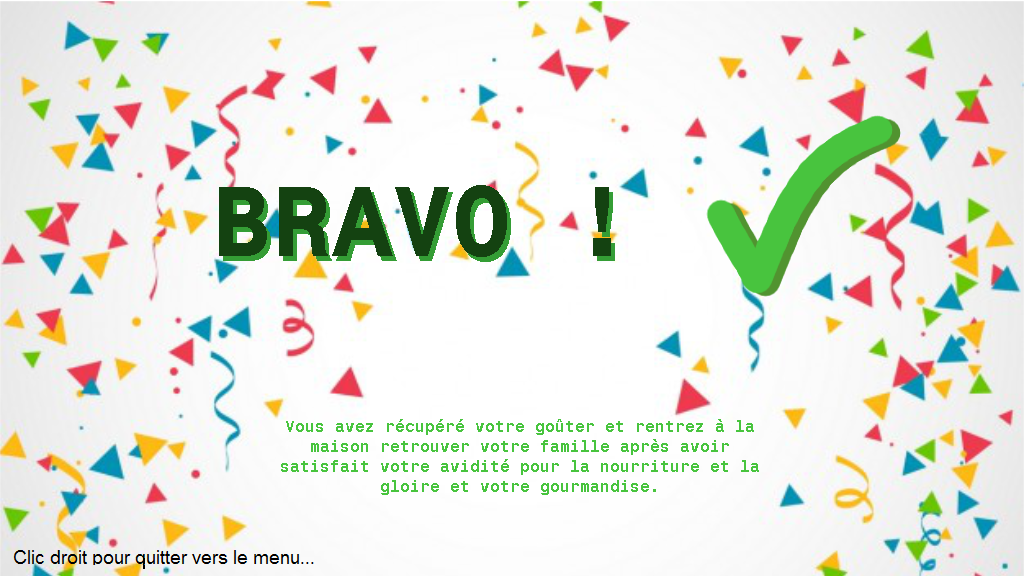 BRAVO !
Vous avez récupéré votre goûter et rentrez à la
maison retrouver votre famille après avoir
satisfait votre avidité pour la nourriture et la
gloire et votre gourmandise.
Clic droit pour quitter vers le menu...